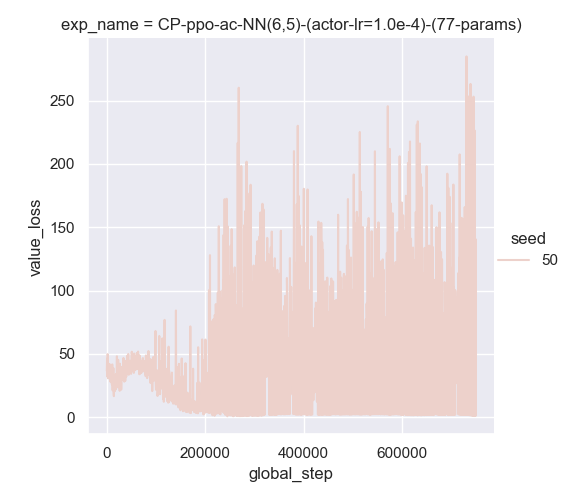 exp_name = CP-ppo-ac-NN(6,5)-(actor-lr=1.0e-4)-(77-params)
250
200
150
100
50
0
value_loss
seed
50
0
200000
400000
600000
global_step